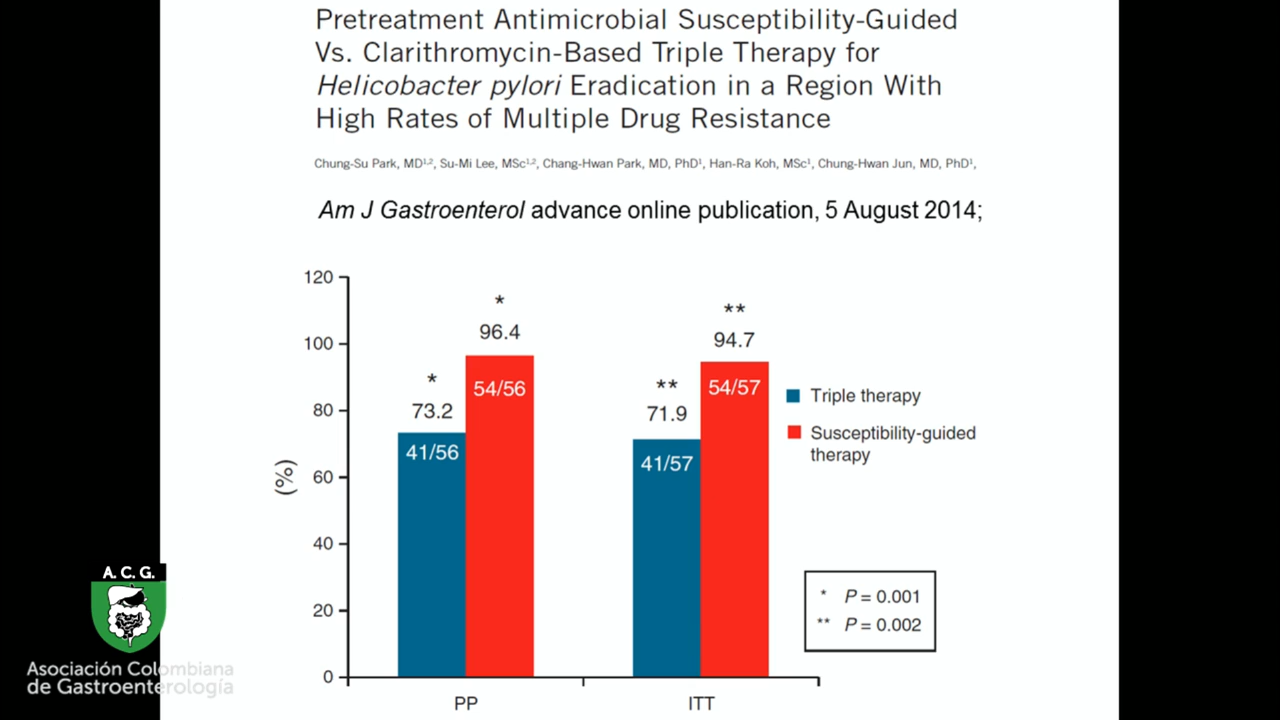 Pretreatment Antimicrobial Susceptibility-Guided
Vs. Clarithromycin-Based Triple Therapy for
Helicobacter pylori Eradication in a Region With
High Rates of Multiple Drug Resistance
Chung-Su Park, MD¹,², Su-Mi Lee, MSc¹,², Chang-Hwan Park, MD, PhD¹, Han-Ra Koh, MSc¹, Chung-Hwan Jun, MD, PhD¹,
Am J Gastroenterol advance online publication, 5 August 2014;
120
100
80
60
40
20
0
(%)
*
73.2
41/56
*
96.4
54/56
**
71.9
41/57
**
94.7
54/57
PP
ITT
Triple therapy
Susceptibility-guided
therapy
* P = 0.001
** P = 0.002
A. C. G.
Asociación Colombiana
de Gastroenterología